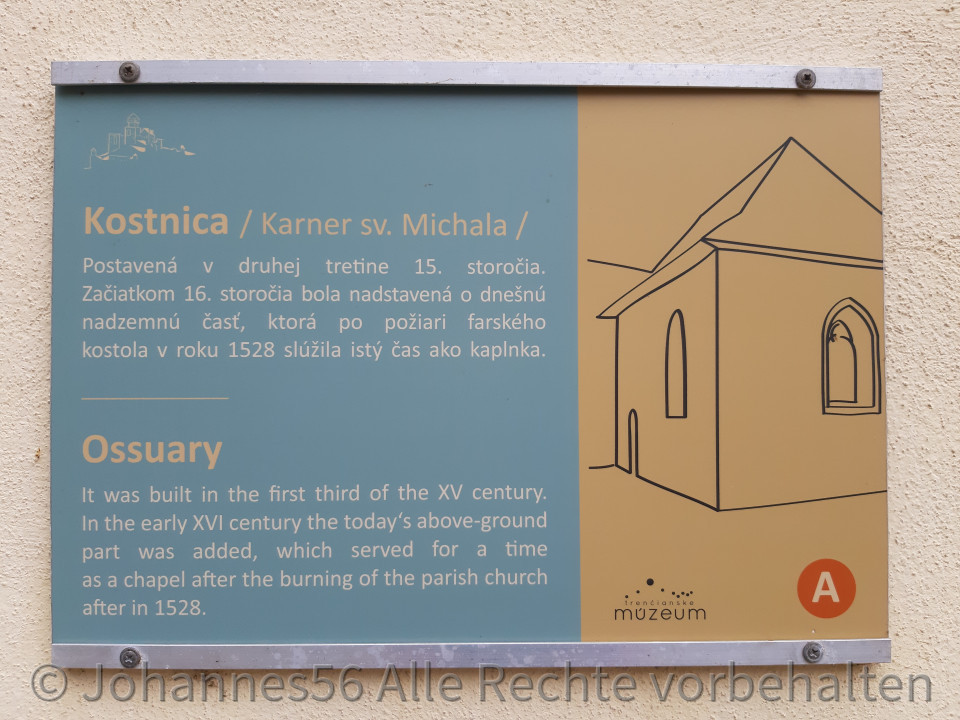 Kostnica / Karner sv. Michala /
Postavená v druhej tretine 15. storočia.
Začiatkom 16. storočia bola nadstavená o dnešnú
nadzemnú časť, ktorá po požiari farského
kostola v roku 1528 slúžila istý čas ako kaplnka.
Ossuary
It was built in the first third of the XV century.
In the early XVI century the today‘s above-ground
part was added, which served for a time
as a chapel after the burning of the parish church
after in 1528.
trenčianske
múzeum
A
© Johannes56 Alle Rechte vorbehalten